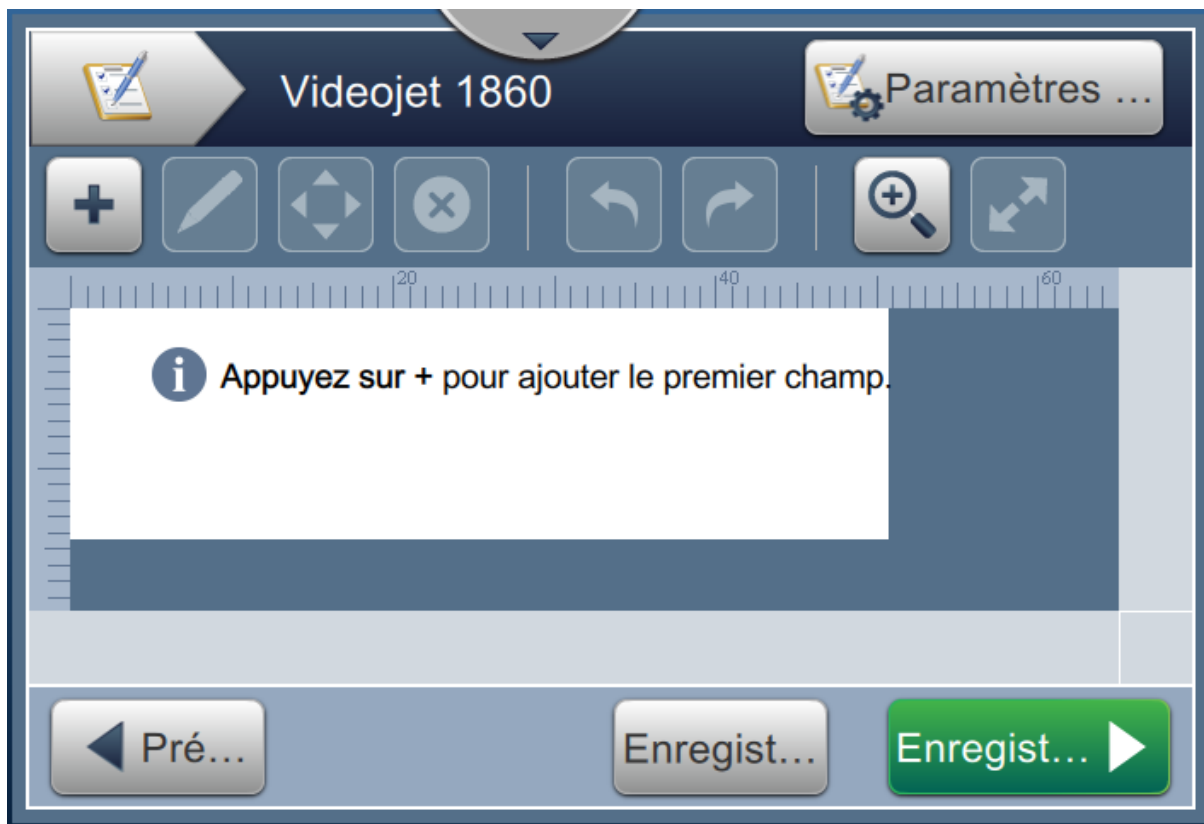 Videojet 1860
Paramètres ...
20 40 60
Appuyez sur + pour ajouter le premier champ.
Pré...
Enregist...
Enregist...